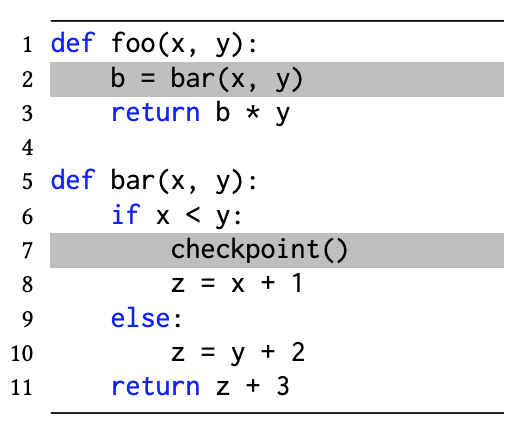 1 def foo(x, y):
2     b = bar(x, y)
3     return b * y
4
5 def bar(x, y):
6     if x < y:
7         checkpoint()
8         z = x + 1
9     else:
10         z = y + 2
11     return z + 3